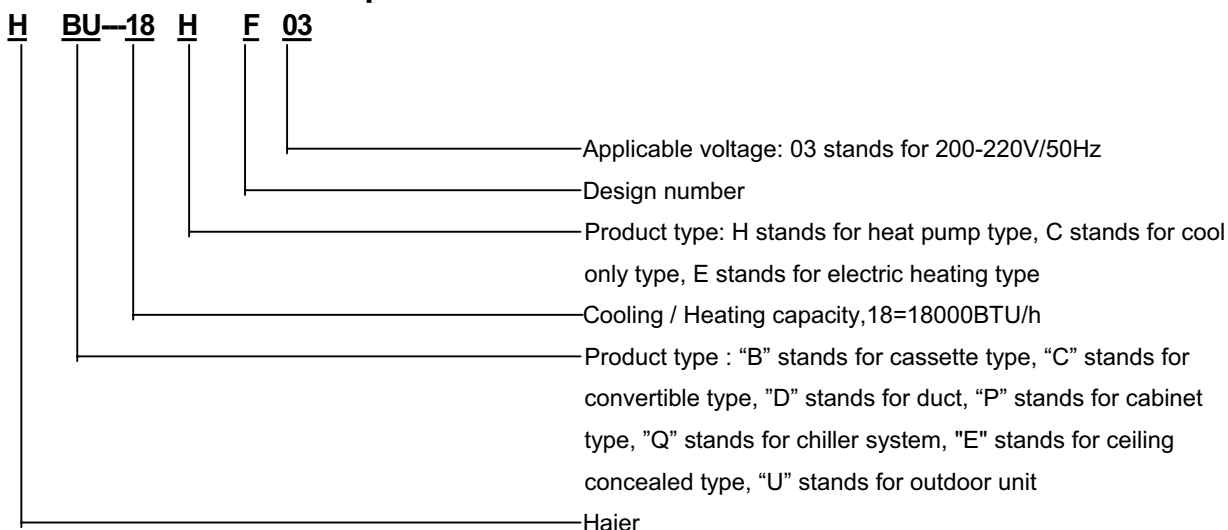 H BU---18 H F 03
Applicable voltage: 03 stands for 200-220V/50Hz
Design number
Product type: H stands for heat pump type, C stands for cool
only type, E stands for electric heating type
Cooling / Heating capacity,18=18000BTU/h
Product type : “B” stands for cassette type, “C” stands for
convertible type, ”D” stands for duct, “P” stands for cabinet
type, ”Q” stands for chiller system, "E" stands for ceiling
concealed type, “U” stands for outdoor unit
Haier